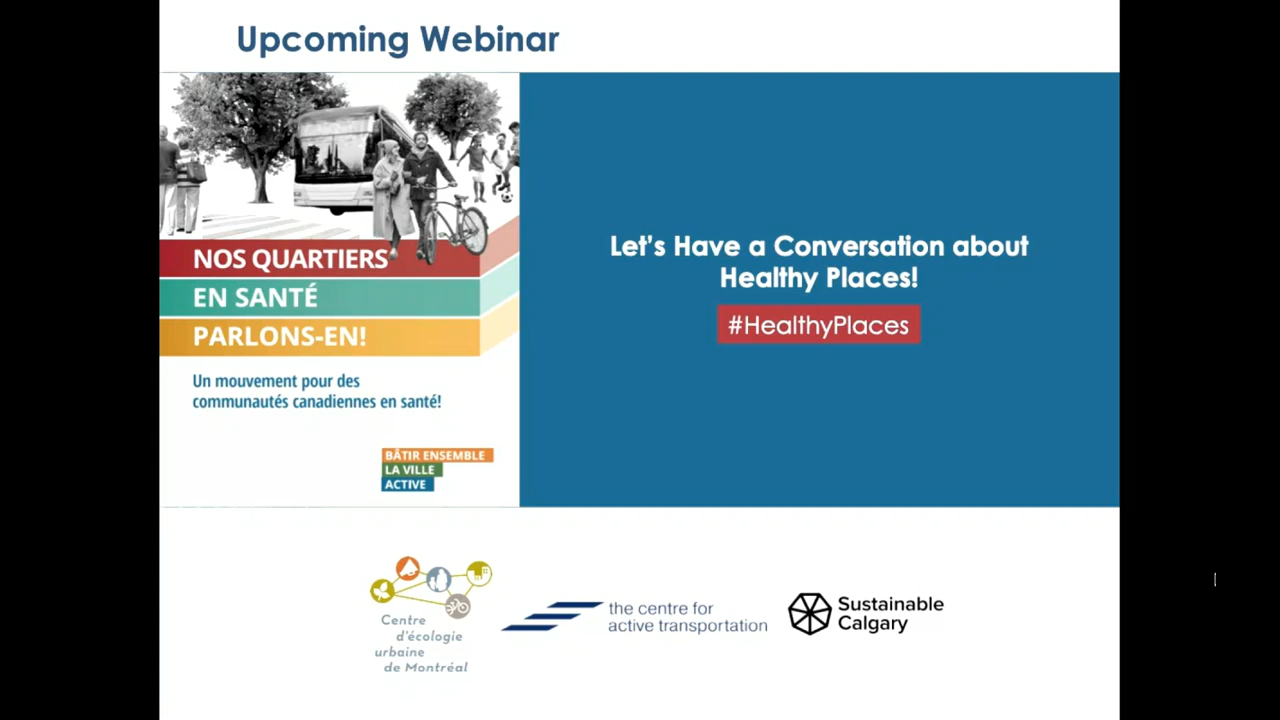 Upcoming Webinar
NOS QUARTIERS
EN SANTÉ
PARLONS-EN!
Un mouvement pour des
communautés canadiennes en santé!
BÂTIR ENSEMBLE
LA VILLE
ACTIVE
Let's Have a Conversation about
Healthy Places!
#HealthyPlaces
Centre
d'écologie
urbaine
de Montréal
the centre for
active transportation
Sustainable
Calgary